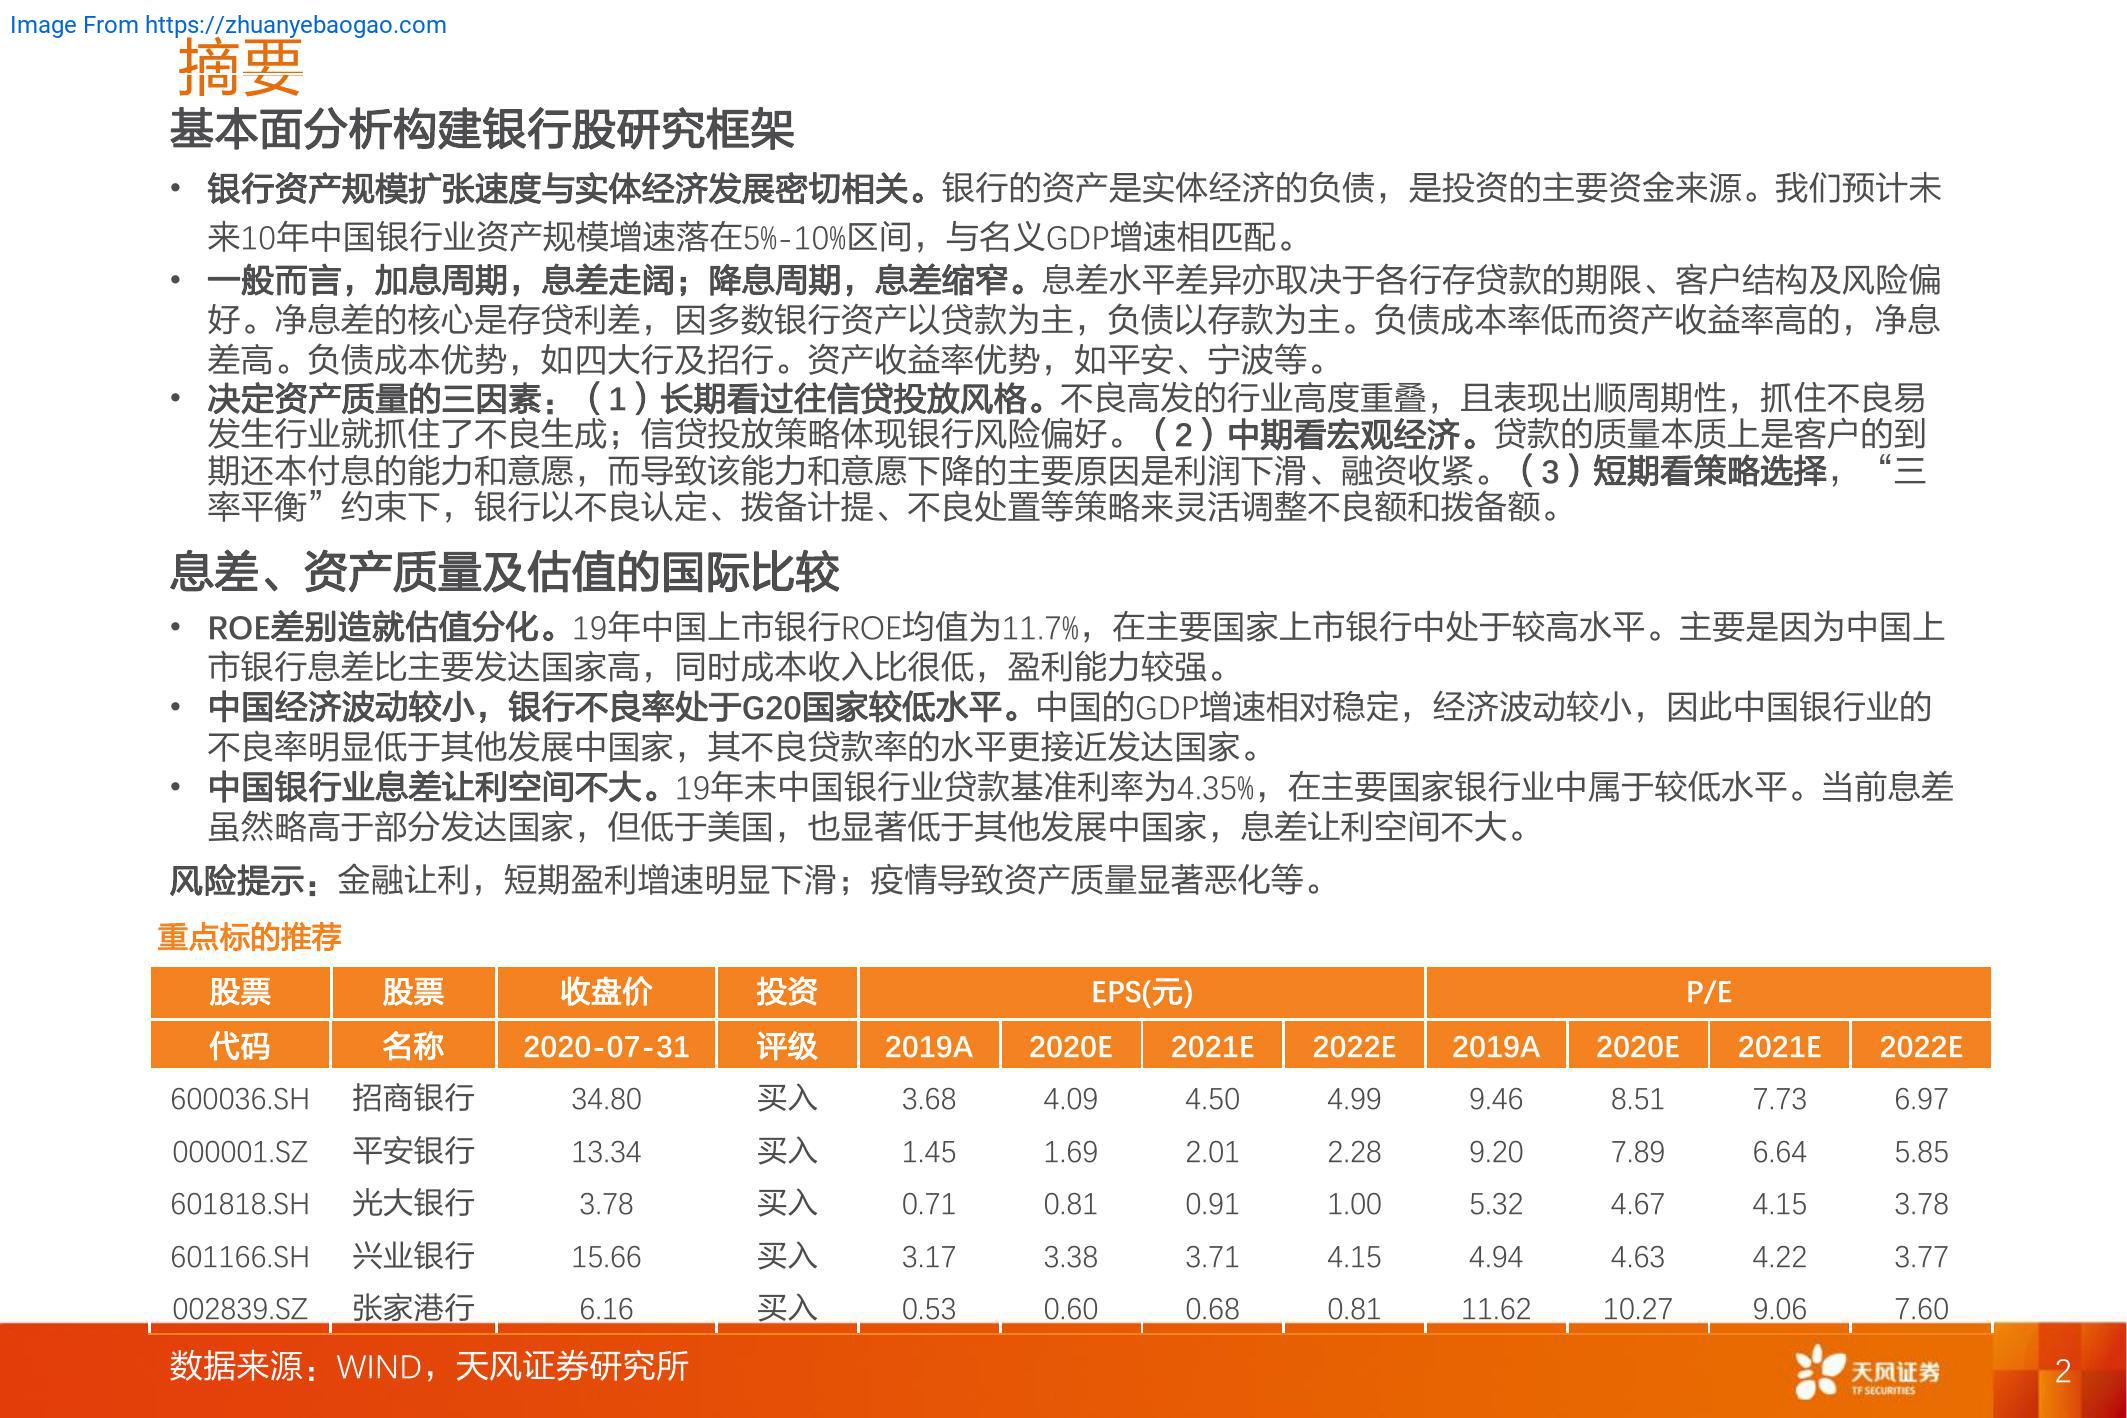 Image From https://zhuanyebaogao.com
摘要
基本面分析构建银行股研究框架
• 银行资产规模扩张速度与实体经济发展密切相关。银行的资产是实体经济的负债，是投资的主要资金来源。我们预计未
来10年中国银行业资产规模增速落在5%-10%区间，与名义GDP增速相匹配。
• 一般而言，加息周期，息差走阔；降息周期，息差缩窄。息差水平差异亦取决于各行存贷款的期限、客户结构及风险偏
好。净息差的核心是存贷利差，因多数银行资产以贷款为主，负债以存款为主。负债成本率低而资产收益率高的，净息
差高。负债成本优势，如四大行及招行。资产收益率优势，如平安、宁波等。
• 决定资产质量的三因素：（1）长期看过往信贷投放风格。不良高发的行业高度重叠，且表现出顺周期性，抓住不良易
发生行业就抓住了不良生成；信贷投放策略体现银行风险偏好。（2）中期看宏观经济。贷款的质量本质上是客户的到
期还本付息的能力和意愿，而导致该能力和意愿下降的主要原因是利润下滑、融资收紧。（3）短期看策略选择，“三
率平衡”约束下，银行以不良认定、拨备计提、不良处置等策略来灵活调整不良额和拨备额。
息差、资产质量及估值的国际比较
• ROE差别造就估值分化。19年中国上市银行ROE均值为11.7%，在主要国家上市银行中处于较高水平。主要是因为中国上
市银行息差比主要发达国家高，同时成本收入比很低，盈利能力较强。
• 中国经济波动较小，银行不良率处于G20国家较低水平。中国的GDP增速相对稳定，经济波动较小，因此中国银行业的
不良率明显低于其他发展中国家，其不良贷款率的水平更接近发达国家。
• 中国银行业息差让利空间不大。19年末中国银行业贷款基准利率为4.35%，在主要国家银行业中属于较低水平。当前息差
虽然略高于部分发达国家，但低于美国，也显著低于其他发展中国家，息差让利空间不大。
风险提示：金融让利，短期盈利增速明显下滑；疫情导致资产质量显著恶化等。
重点标的推荐
股票 股票 收盘价 投资 EPS(元) P/E
代码 名称 2020-07-31 评级 2019A 2020E 2021E 2022E 2019A 2020E 2021E 2022E
600036.SH 招商银行 34.80 买入 3.68 4.09 4.50 4.99 9.46 8.51 7.73 6.97
000001.SZ 平安银行 13.34 买入 1.45 1.69 2.01 2.28 9.20 7.89 6.64 5.85
601818.SH 光大银行 3.78 买入 0.71 0.81 0.91 1.00 5.32 4.67 4.15 3.78
601166.SH 兴业银行 15.66 买入 3.17 3.38 3.71 4.15 4.94 4.63 4.22 3.77
002839.SZ 张家港行 6.16 买入 0.53 0.60 0.68 0.81 11.62 10.27 9.06 7.60
数据来源：WIND，天风证券研究所
天风证券
TF SECURITIES
2